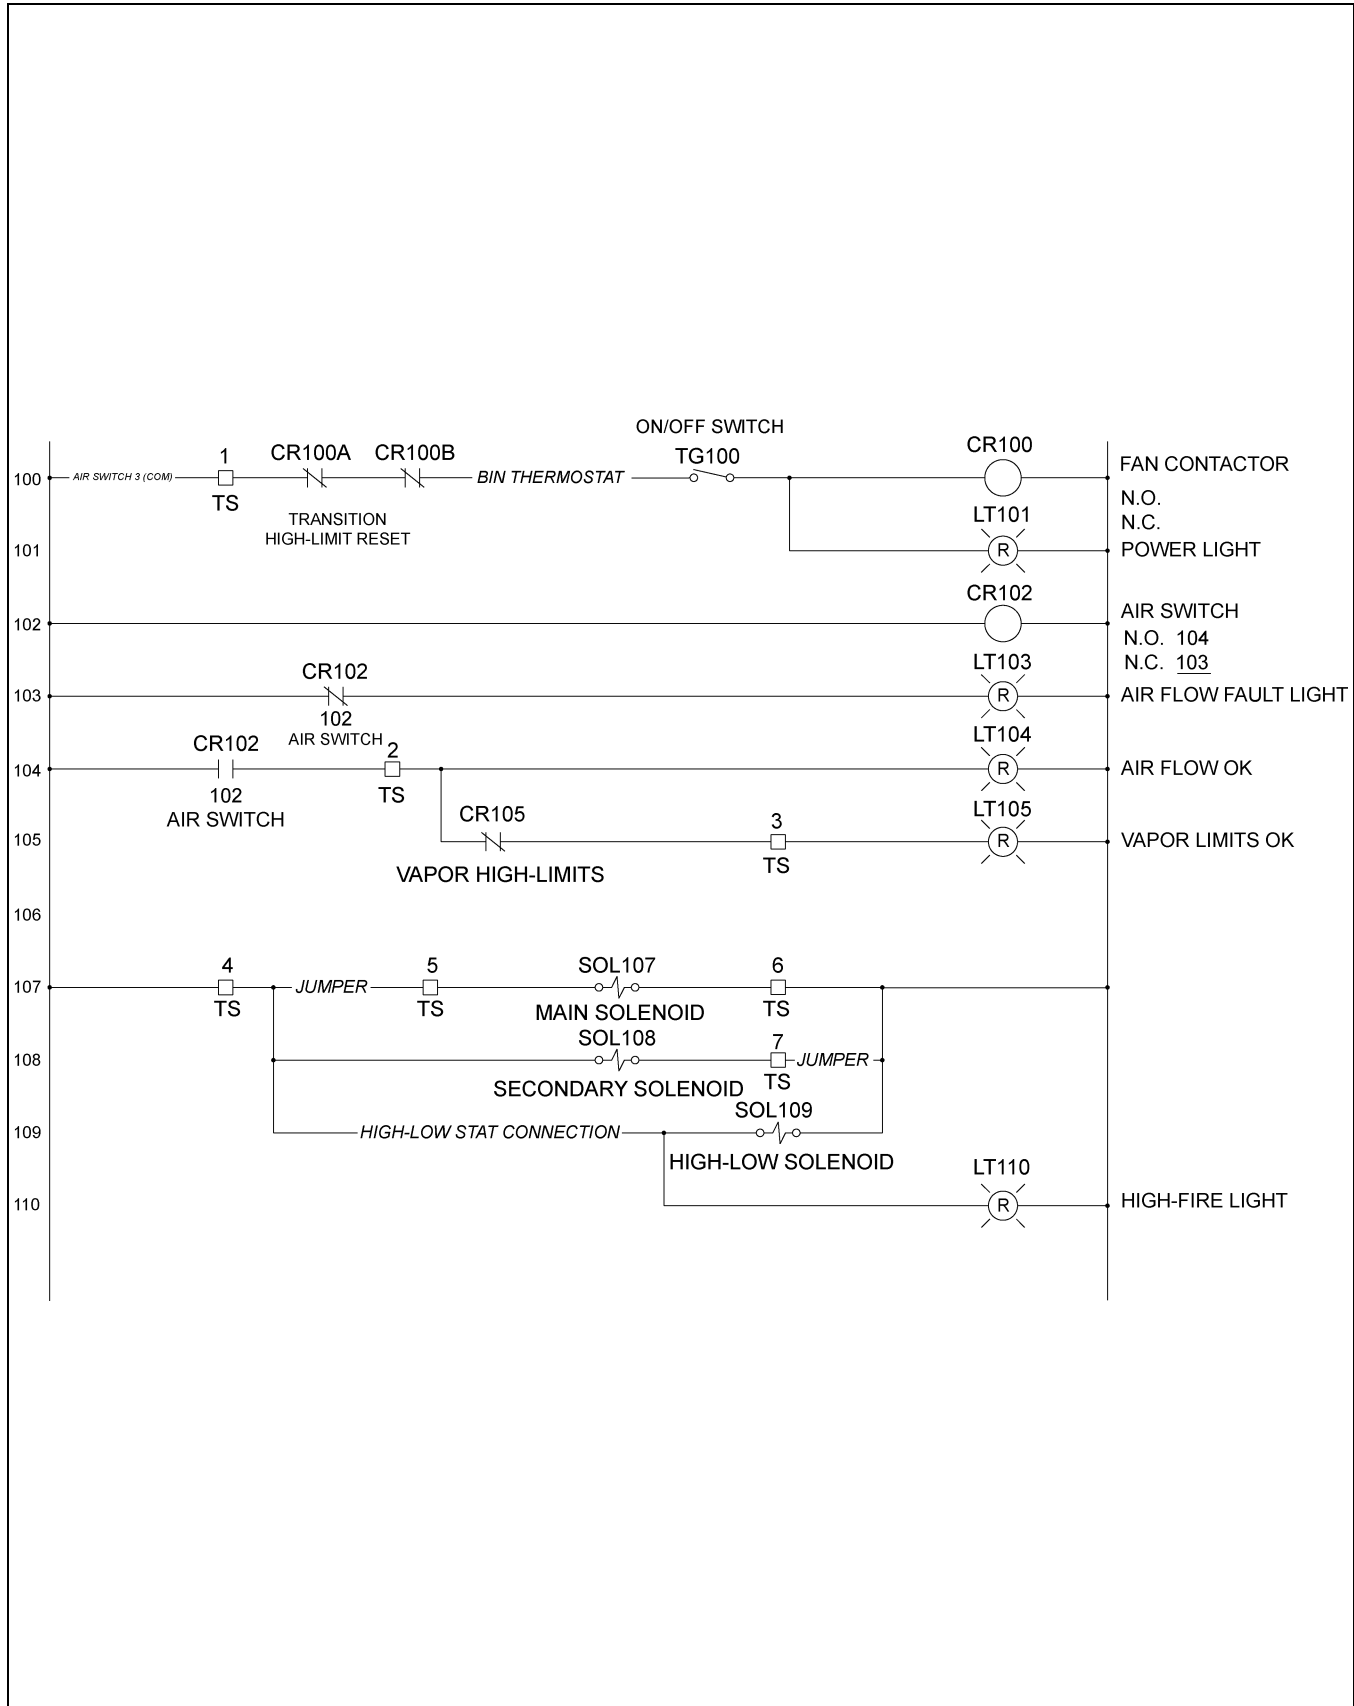 ON/OFF SWITCH
1 CR100A CR100B TG100 CR100
100 AIR SWITCH 3 (COM) BIN THERMOSTAT FAN CONTACTOR
TS
N.O.
TRANSITION LT101
HIGH-LIMIT RESET N.C.
101 R POWER LIGHT
CR102
AIR SWITCH
102
N.O. 104
CR102 LT103 N.C. 103
103 R AIR FLOW FAULT LIGHT
102
AIR SWITCH
CR102 2 LT104
104 R AIR FLOW OK
102 TS
AIR SWITCH
CR105 3 LT105
105 R VAPOR LIMITS OK
VAPOR HIGH-LIMITS TS
106
4 5 SOL107 6
107 JUMPER
TS TS MAIN SOLENOID TS
SOL108 7
108 JUMPER
SECONDARY SOLENOID TS
SOL109
109 HIGH-LOW STAT CONNECTION
HIGH-LOW SOLENOID LT110
110 R HIGH-FIRE LIGHT